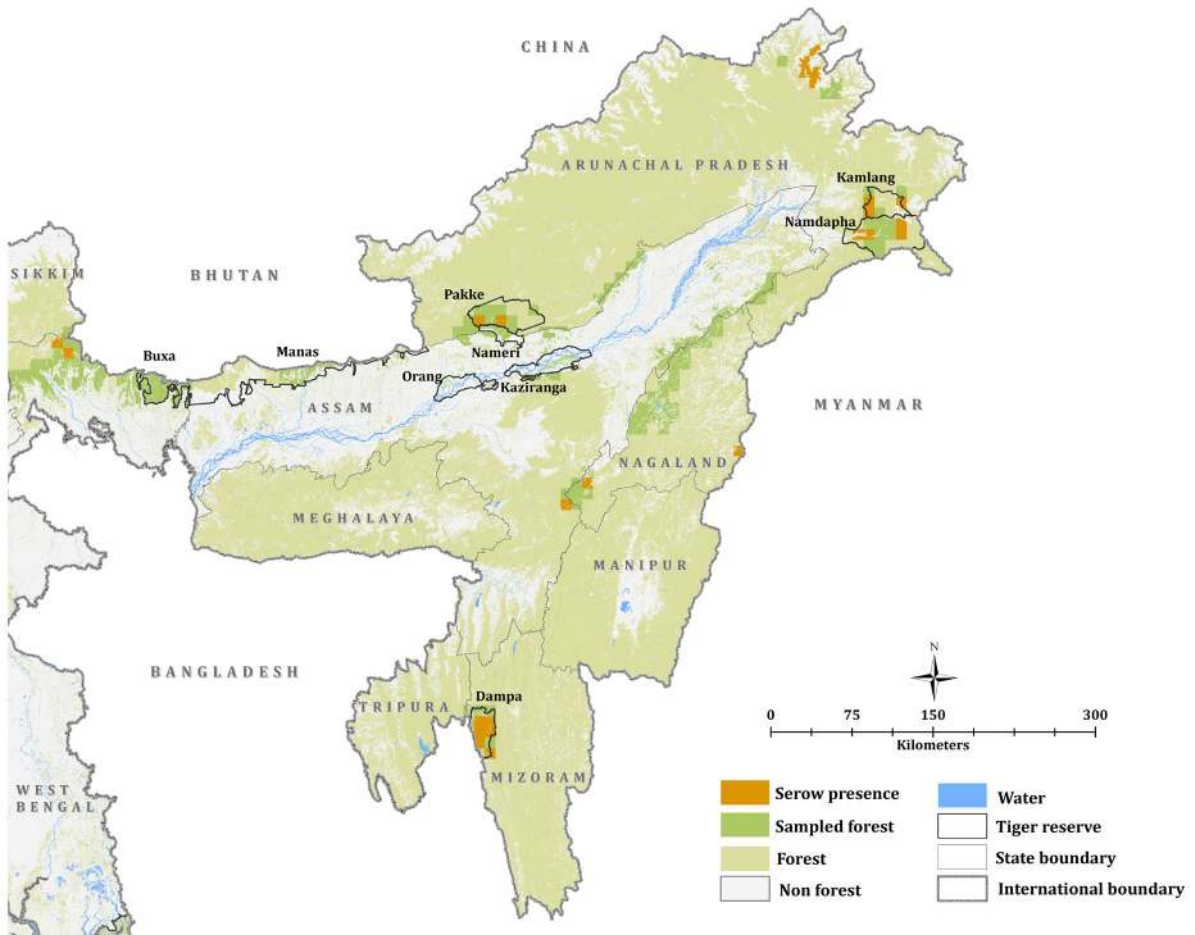 CHINA
ARUNACHAL PRADESH
Kamlang
Namdapha
SIKKIM
BHUTAN
Pakke
Buxa
Manas
Nameri
Orang
Kaziranga
ASSAM
MYANMAR
NAGALAND
MEGHALAYA
MANIPUR
BANGLADESH
N
Dampa
TRIPURA
0 75 150 300
Kilometers
MIZORAM
WEST
BENGAL
Serow presence
Water
Sampled forest
Tiger reserve
Forest
State boundary
Non forest
International boundary